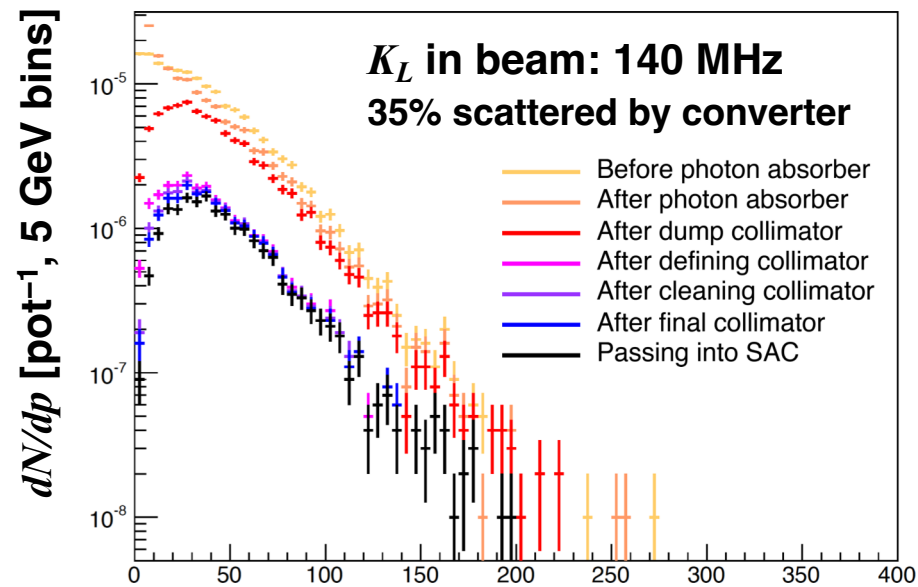 K_L in beam: 140 MHz
35% scattered by converter
Before photon absorber
After photon absorber
After dump collimator
After defining collimator
After cleaning collimator
After final collimator
Passing into SAC
dN/dp [pot⁻¹, 5 GeV bins]
10⁻⁵
10⁻⁶
10⁻⁷
10⁻⁸
0 50 100 150 200 250 300 350 400